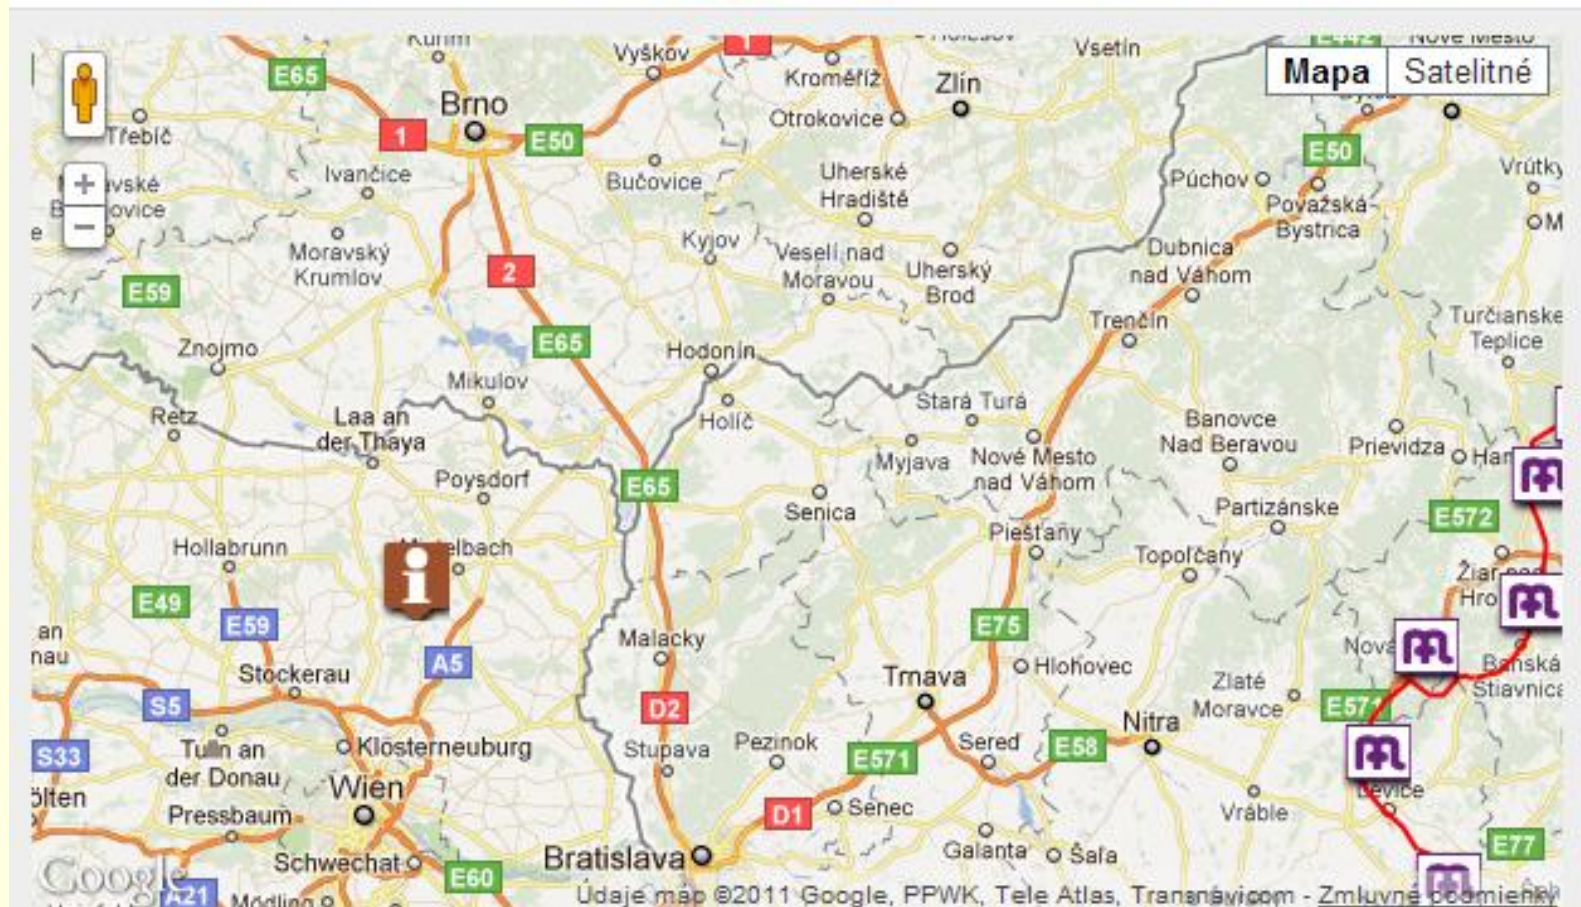 Kuřim
Vyškov
1
Vsetín
E442
Nové Mesto
Mapa
Satelitné
E65
Kroměříž
Zlín
Brno
1
E50
Otrokovice
Třebíč
E50
Ivančice
Bučovice
Uherské
Hradiště
Púchov
Vrútky
Považská
Bystrica
Moravský
Krumlov
Kyjov
Veselí nad
Moravou
Uherský
Brod
Dubnica
nad Váhom
2
E59
Trenčín
Turčianske
Teplice
Znojmo
E65
Hodonín
Mikulov
Retz
Laa an
der Thaya
Holíč
Stará Turá
Banovce
Nad Beravou
Prievidza
Myjava
Nové Mesto
nad Váhom
Poysdorf
E65
Senica
Partizánske
E572
Hollabrunn
Piešťany
Topoľčany
E49
E59
Malacky
E75
A5
Stockerau
Trnava
Hlohovec
Zlaté
Moravce
Banská
Štiavnica
S5
D2
Nitra
E571
S33
Tulln an
der Donau
Klosterneuburg
Stupava
Pezinok
E571
Sereď
E58
Wien
Pressbaum
D1
Senec
Vráble
Levice
E77
Schwechat
Bratislava
Galanta
Šaľa
Google
A21
Mödling
E60
Údaje máp ©2011 Google, PPWK, Tele Atlas, Transnavicom - Zmluvné podmienky